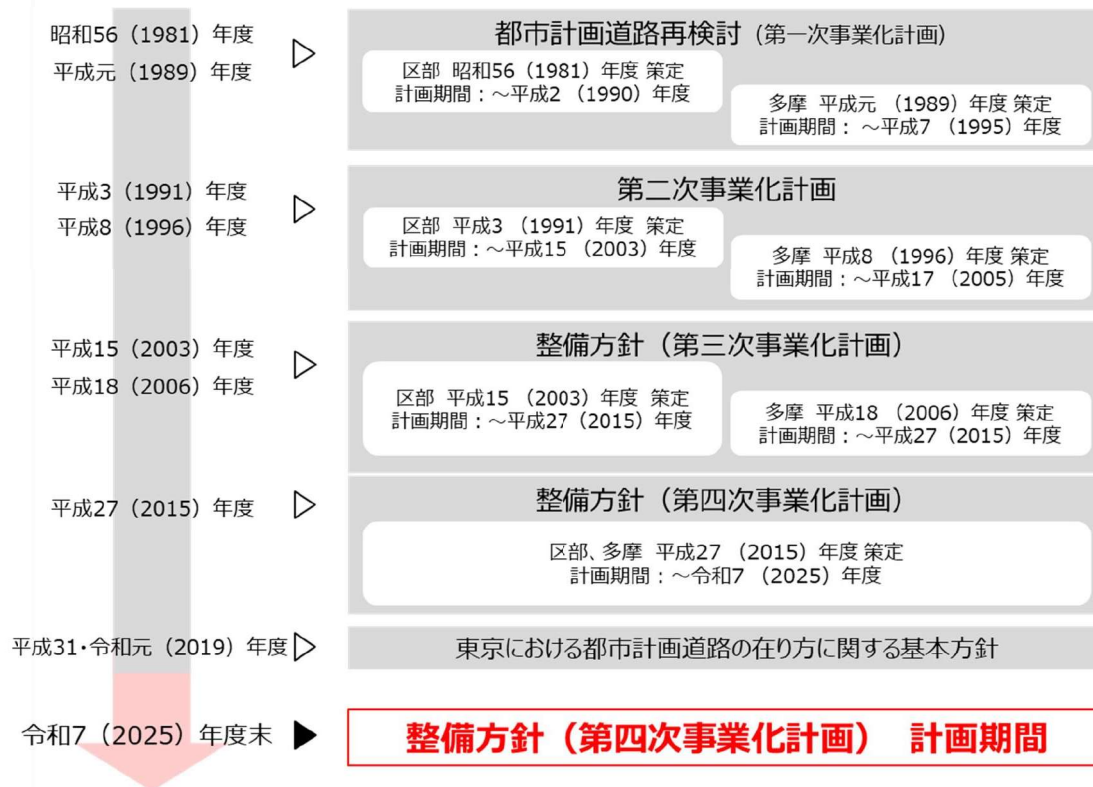 昭和56（1981）年度
平成元（1989）年度
都市計画道路再検討（第一次事業化計画）
区部 昭和56（1981）年度 策定
計画期間：～平成2 （1990）年度
多摩 平成元 （1989）年度 策定
計画期間： ～平成7 （1995）年度
平成3（1991）年度
平成8（1996）年度
第二次事業化計画
区部 平成3 （1991）年度 策定
計画期間：～平成15 （2003）年度
多摩 平成8 （1996）年度 策定
計画期間：～平成17 （2005）年度
平成15（2003）年度
平成18（2006）年度
整備方針（第三次事業化計画）
区部 平成15 （2003）年度 策定
計画期間：～平成27（2015）年度
多摩 平成18 （2006）年度 策定
計画期間：～平成27（2015）年度
平成27（2015）年度
整備方針（第四次事業化計画）
区部、多摩 平成27 （2015）年度 策定
計画期間：～令和7 （2025）年度
平成31・令和元（2019）年度
東京における都市計画道路の在り方に関する基本方針
令和7（2025）年度末
整備方針（第四次事業化計画） 計画期間